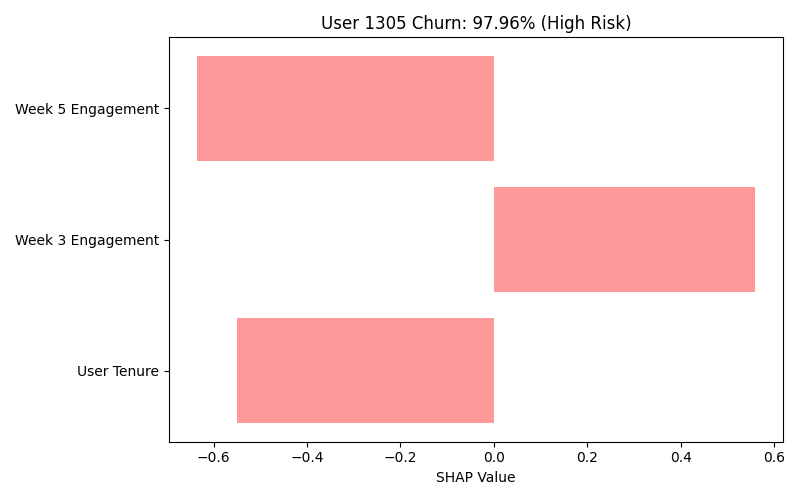 User 1305 Churn: 97.96% (High Risk)
Week 5 Engagement
Week 3 Engagement
User Tenure
−0.6 −0.4 −0.2 0.0 0.2 0.4 0.6
SHAP Value